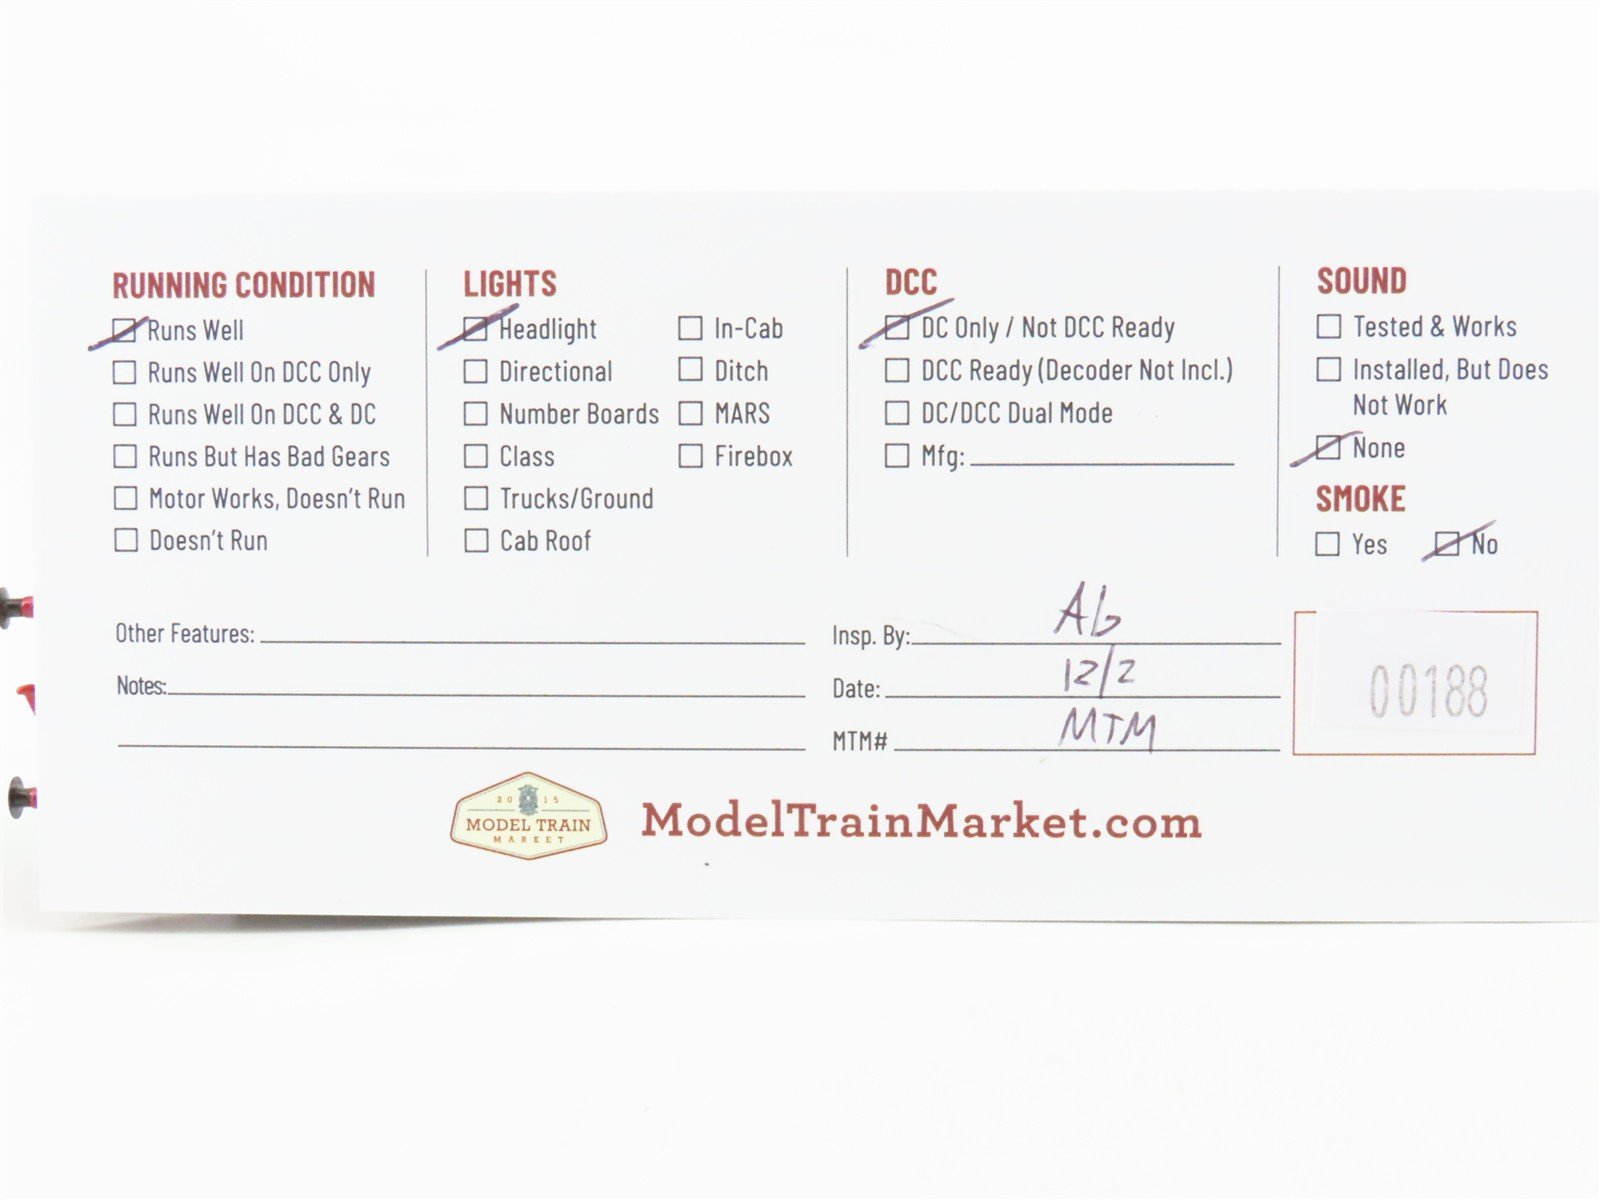 RUNNING CONDITION
Runs Well
Runs Well On DCC Only
Runs Well On DCC & DC
Runs But Has Bad Gears
Motor Works, Doesn't Run
Doesn't Run
LIGHTS
Headlight
Directional
Number Boards
Class
Trucks/Ground
Cab Roof
In-Cab
Ditch
MARS
Firebox
DCC
DC Only / Not DCC Ready
DCC Ready (Decoder Not Incl.)
DC/DCC Dual Mode
Mfg:
SOUND
Tested & Works
Installed, But Does
Not Work
None
SMOKE
Yes No
Other Features:
Notes:
Insp. By:
Date: 12/2
MTM# MTM
00188
2015
MODEL TRAIN
MARKET
ModelTrainMarket.com